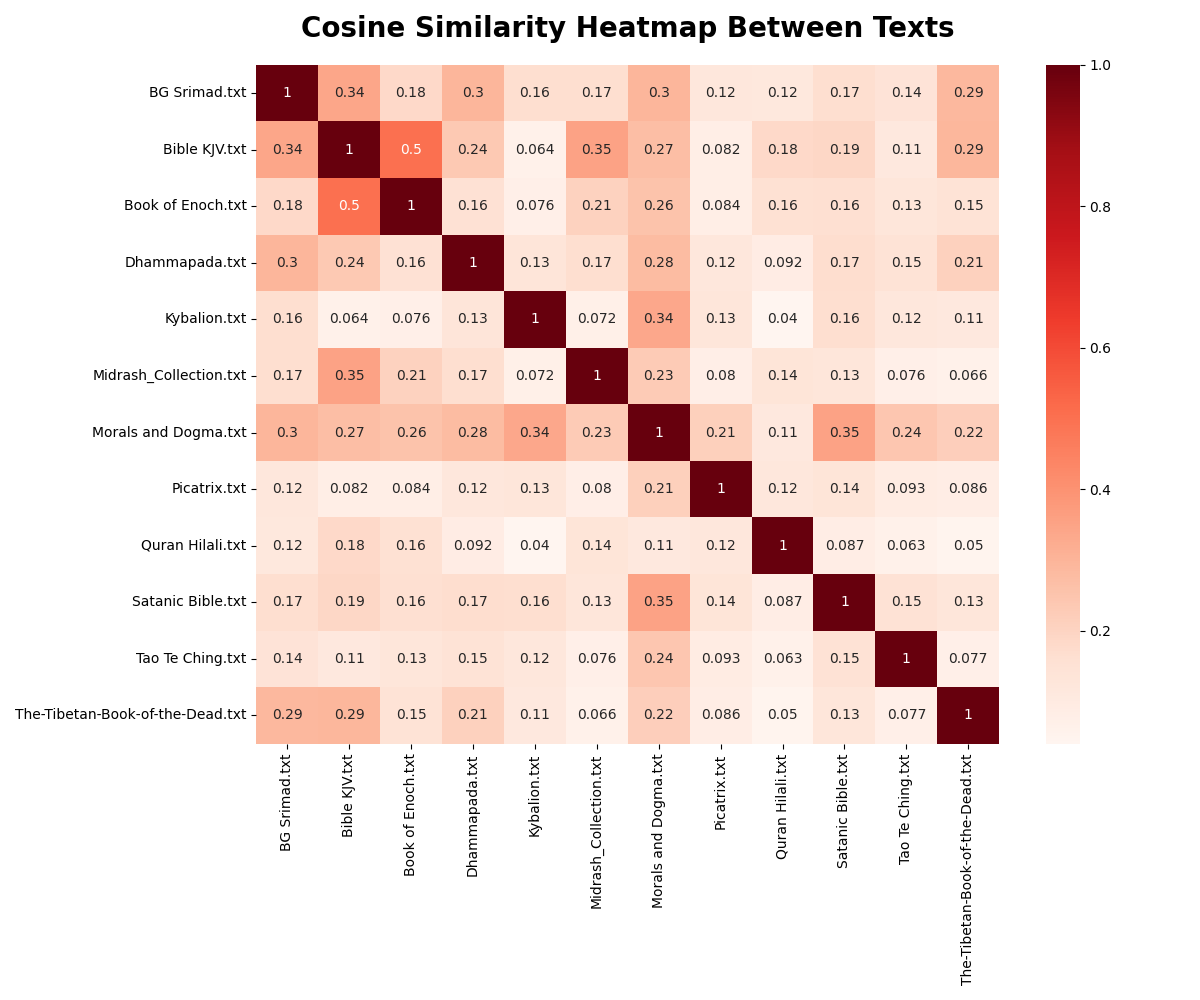 Cosine Similarity Heatmap Between Texts
BG Srimad.txt 1 0.34 0.18 0.3 0.16 0.17 0.3 0.12 0.12 0.17 0.14 0.29
Bible KJV.txt 0.34 1 0.5 0.24 0.064 0.35 0.27 0.082 0.18 0.19 0.11 0.29
Book of Enoch.txt 0.18 0.5 1 0.16 0.076 0.21 0.26 0.084 0.16 0.16 0.13 0.15
Dhammapada.txt 0.3 0.24 0.16 1 0.13 0.17 0.28 0.12 0.092 0.17 0.15 0.21
Kybalion.txt 0.16 0.064 0.076 0.13 1 0.072 0.34 0.13 0.04 0.16 0.12 0.11
Midrash_Collection.txt 0.17 0.35 0.21 0.17 0.072 1 0.23 0.08 0.14 0.13 0.076 0.066
Morals and Dogma.txt 0.3 0.27 0.26 0.28 0.34 0.23 1 0.21 0.11 0.35 0.24 0.22
Picatrix.txt 0.12 0.082 0.084 0.12 0.13 0.08 0.21 1 0.12 0.14 0.093 0.086
Quran Hilali.txt 0.12 0.18 0.16 0.092 0.04 0.14 0.11 0.12 1 0.087 0.063 0.05
Satanic Bible.txt 0.17 0.19 0.16 0.17 0.16 0.13 0.35 0.14 0.087 1 0.15 0.13
Tao Te Ching.txt 0.14 0.11 0.13 0.15 0.12 0.076 0.24 0.093 0.063 0.15 1 0.077
The-Tibetan-Book-of-the-Dead.txt 0.29 0.29 0.15 0.21 0.11 0.066 0.22 0.086 0.05 0.13 0.077 1
BG Srimad.txt
Bible KJV.txt
Book of Enoch.txt
Dhammapada.txt
Kybalion.txt
Midrash_Collection.txt
Morals and Dogma.txt
Picatrix.txt
Quran Hilali.txt
Satanic Bible.txt
Tao Te Ching.txt
The-Tibetan-Book-of-the-Dead.txt
1.0
0.8
0.6
0.4
0.2